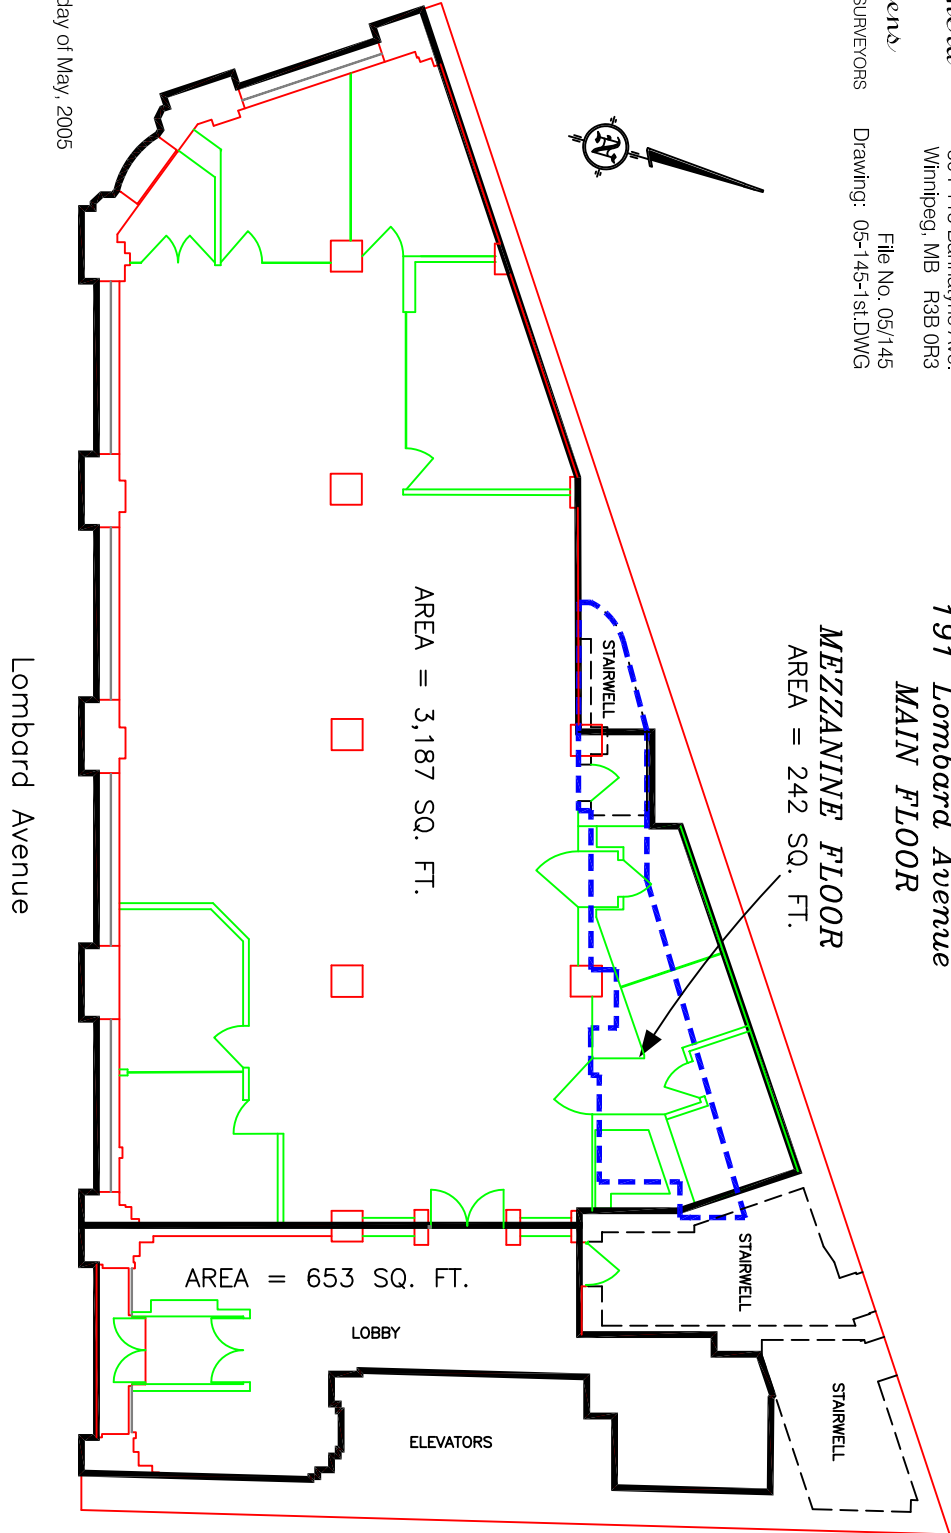 191 Lombard Avenue
MAIN FLOOR
MEZZANINE FLOOR
AREA = 242 SQ. FT.
Winnipeg, MB R3B 0R3
File No. 05/145
SURVEYORS
Drawing: 05-145-1st.DWG
STAIRWELL
AREA = 3,187 SQ. FT.
STAIRWELL
STAIRWELL
AREA = 653 SQ. FT.
LOBBY
ELEVATORS
Lombard Avenue
day of May, 2005